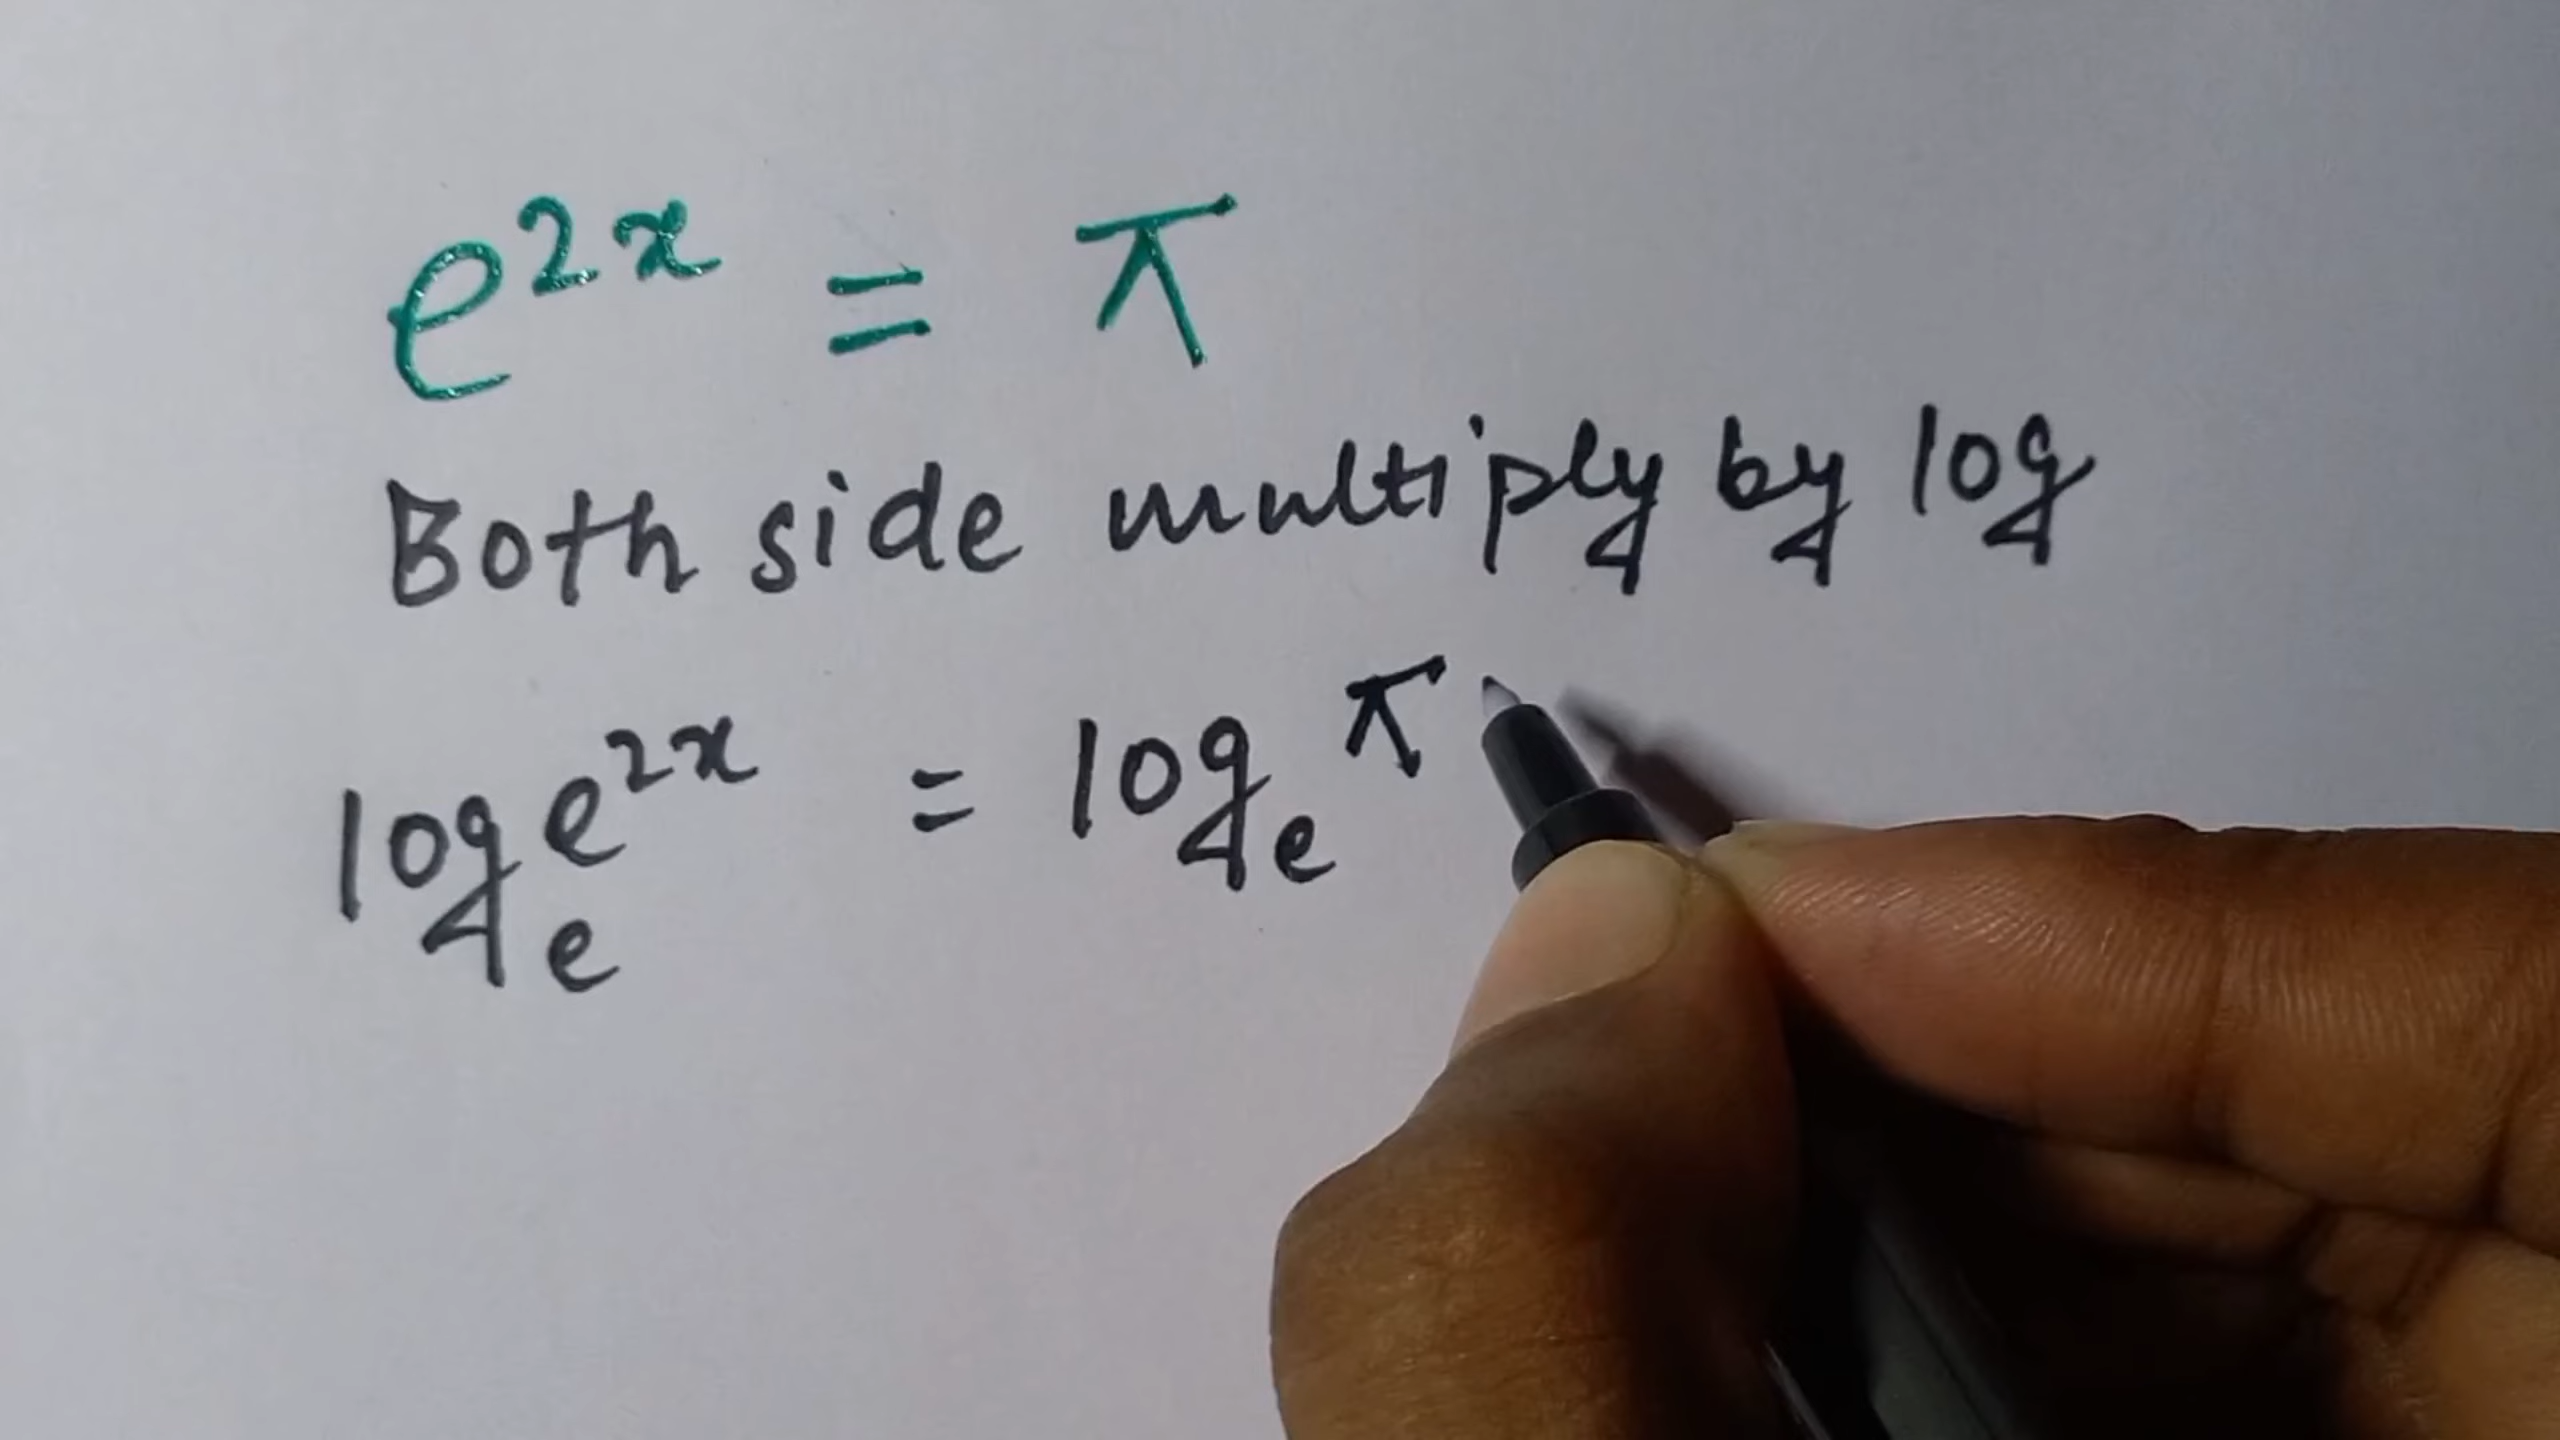 e^{2x} = π
Both side multiply by log
log_e e^{2x} = log_e π